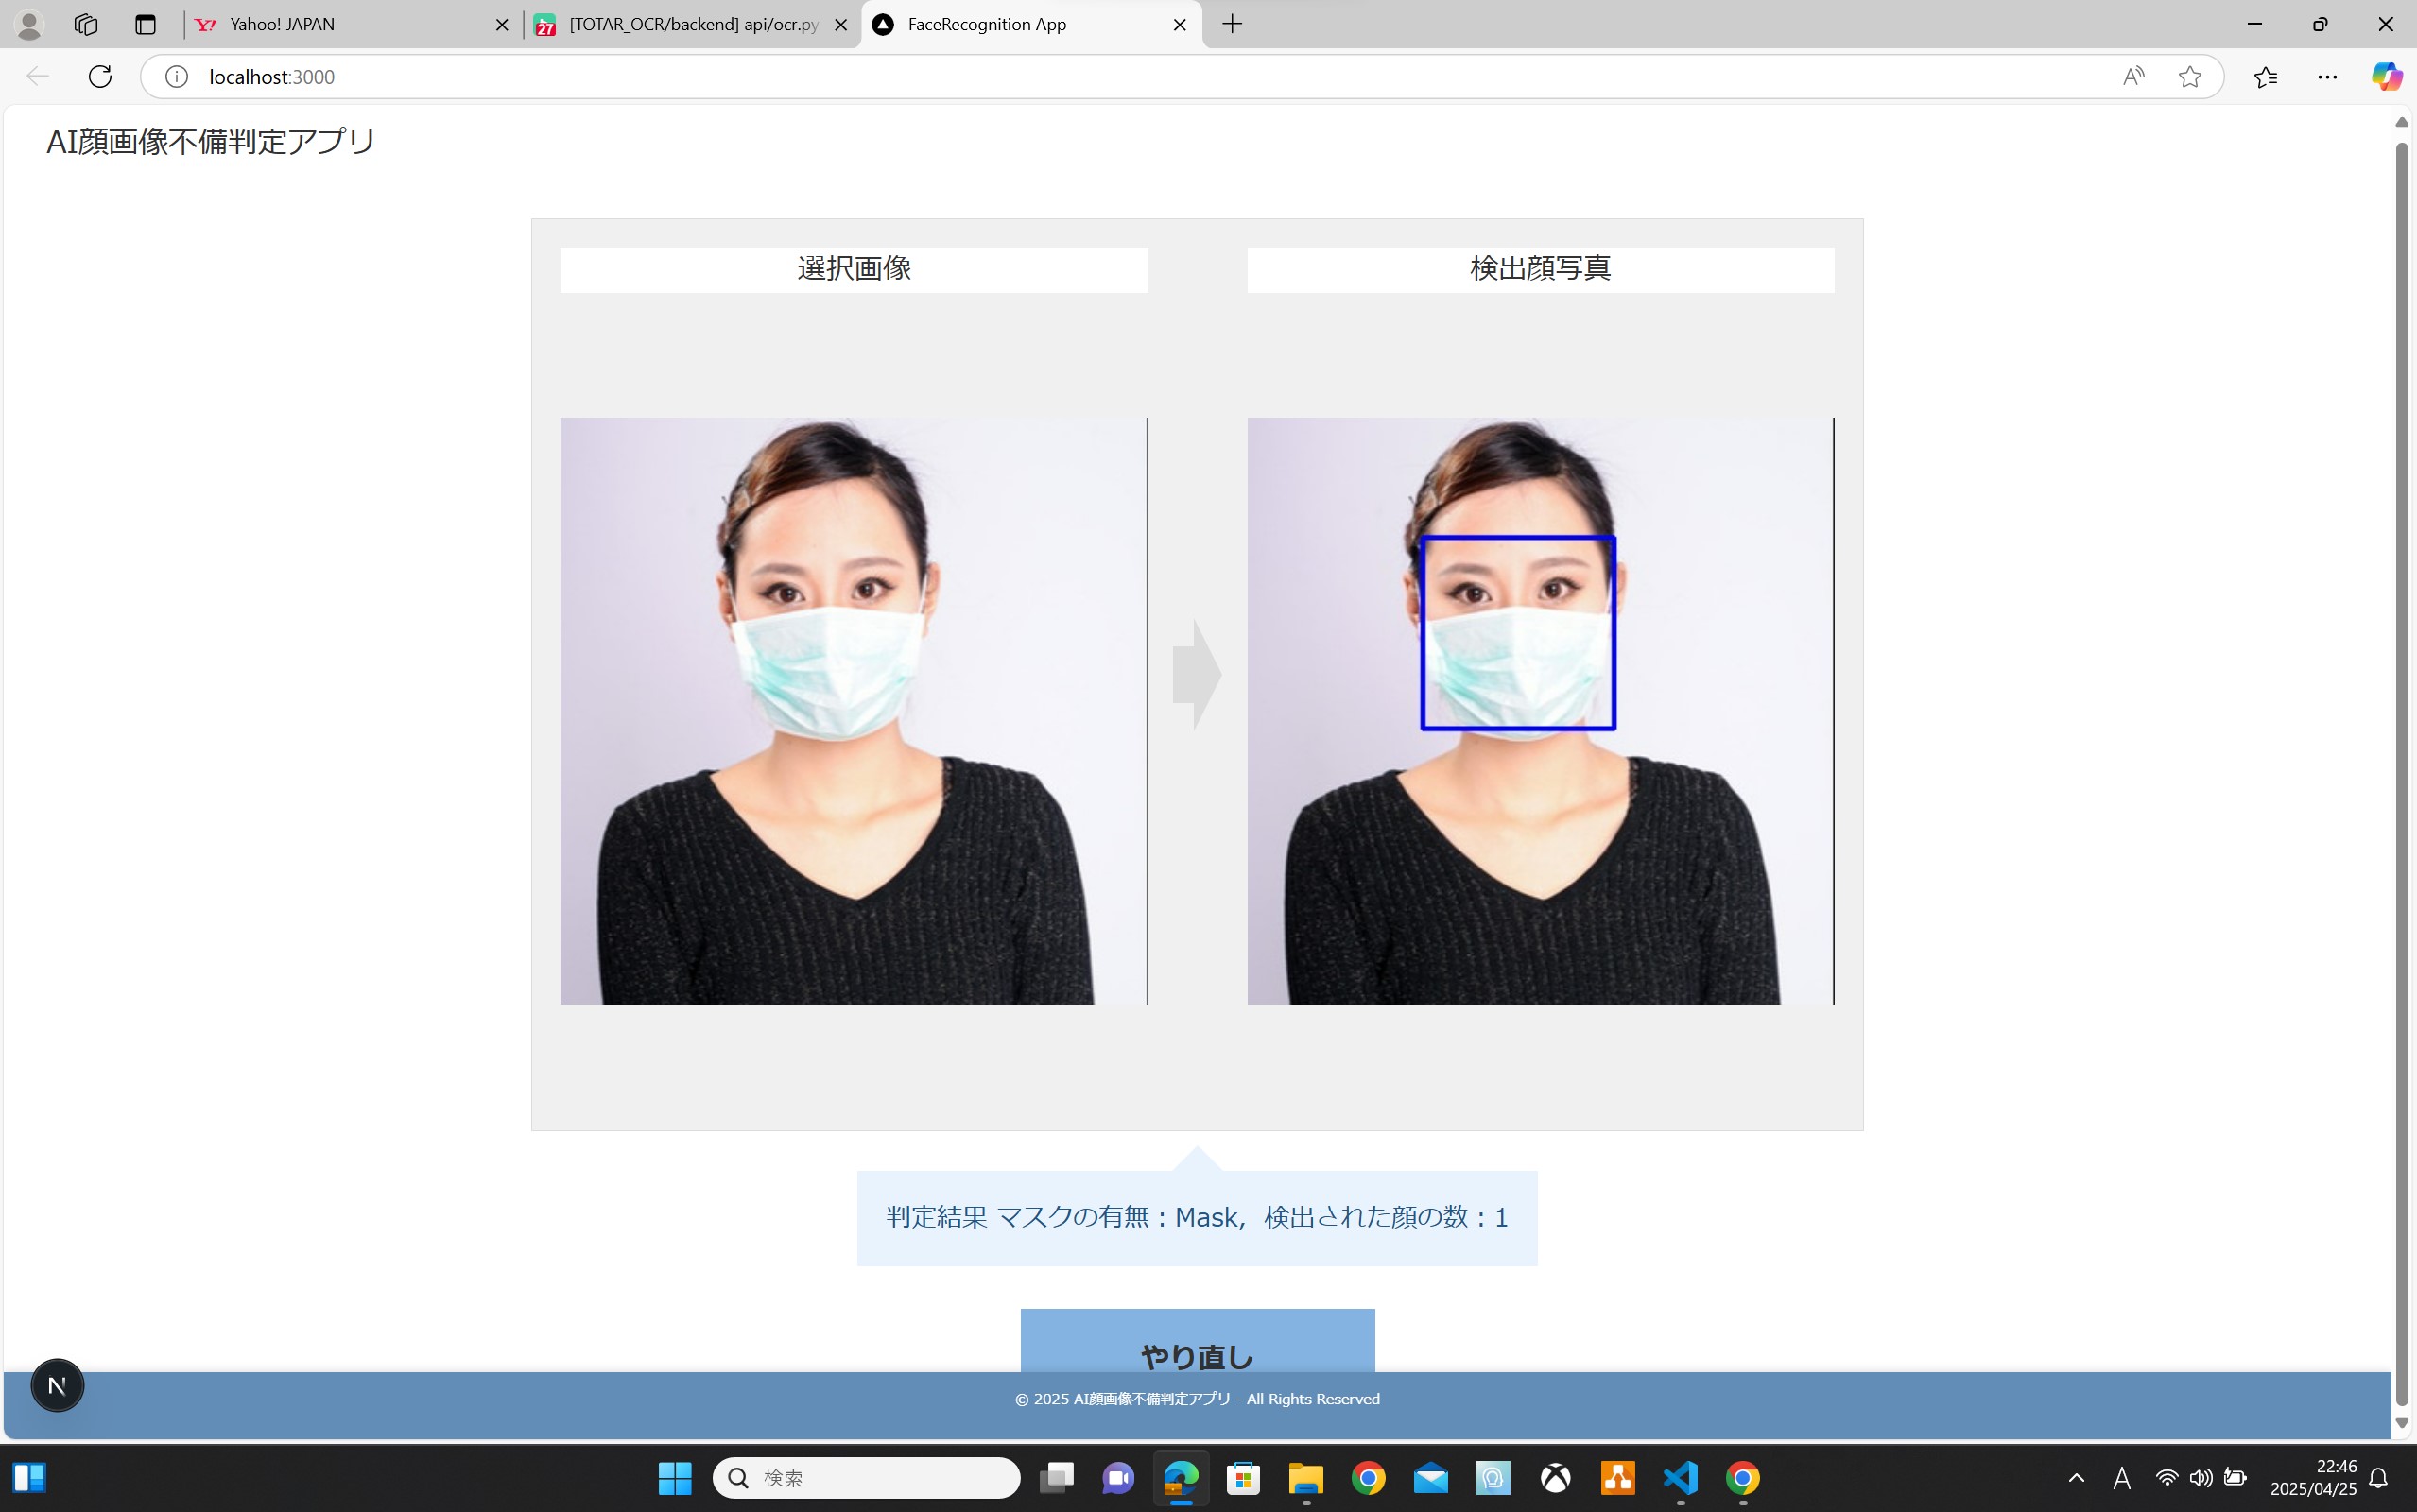 Yahoo! JAPAN
27 [TOTAR_OCR/backend] api/ocr.py
FaceRecognition App
localhost:3000
AI顔画像不備判定アプリ
選択画像
検出顔写真
判定結果 マスクの有無：Mask, 検出された顔の数：1
やり直し
N
© 2025 AI顔画像不備判定アプリ - All Rights Reserved
検索
A
22:46
2025/04/25